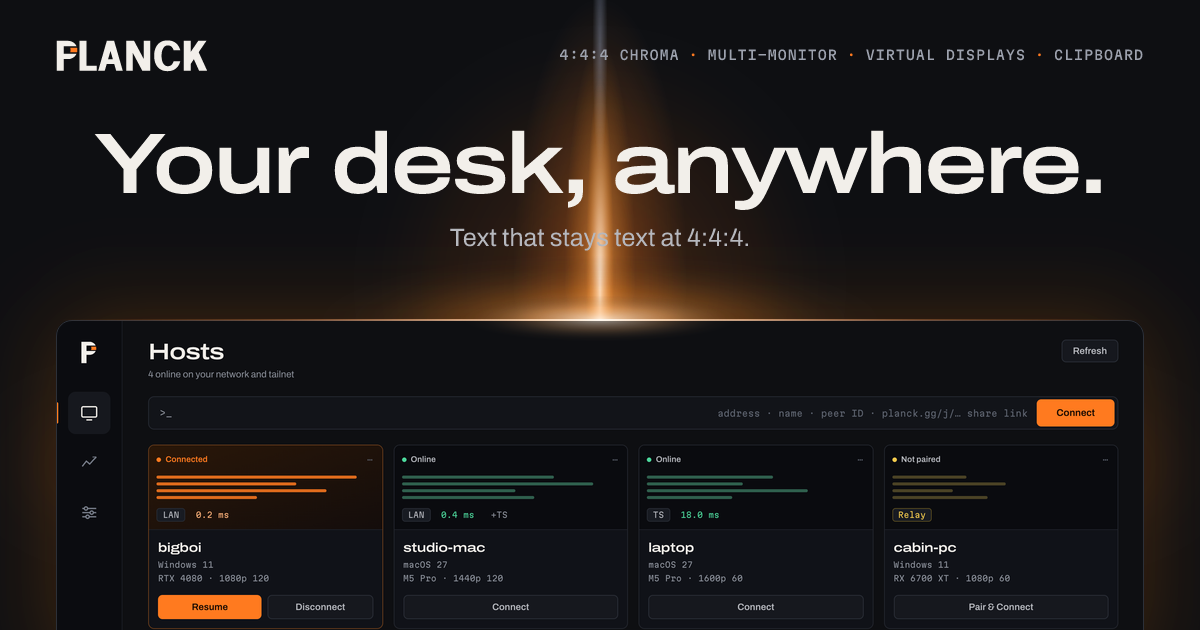 PLANCK
4:4:4 CHROMA · MULTI-MONITOR · VIRTUAL DISPLAYS · CLIPBOARD
Your desk, anywhere.
Text that stays text at 4:4:4.
Hosts
4 online on your network and tailnet
Refresh
>_ address · name · peer ID · planck.gg/j/… share link Connect
Connected
LAN 0.2 ms
bigboi
Windows 11
RTX 4080 · 1080p 120
Resume Disconnect
Online
LAN 0.4 ms +TS
studio-mac
macOS 27
M5 Pro · 1440p 120
Connect
Online
TS 18.0 ms
laptop
macOS 27
M5 Pro · 1600p 60
Connect
Not paired
Relay
cabin-pc
Windows 11
RX 6700 XT · 1080p 60
Pair & Connect